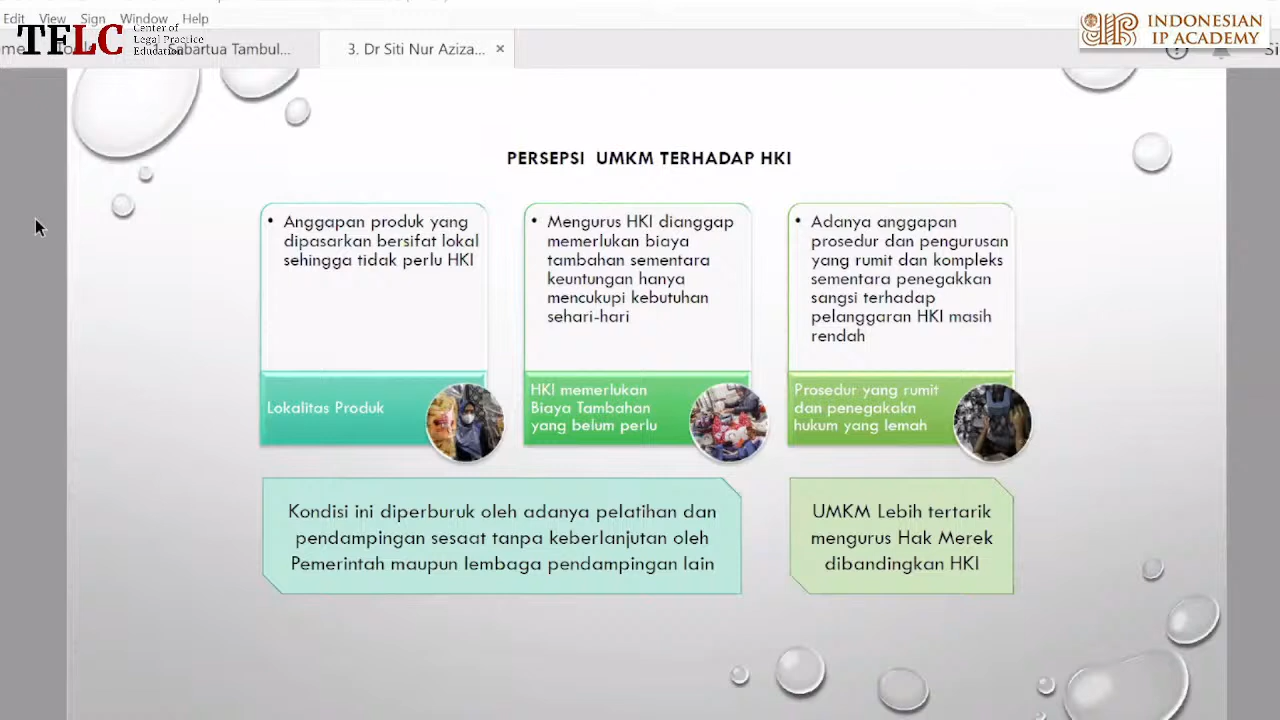 Edit View Sign Window Help
TFLC
Center of
Legal Practice
Education
Sabartua Tambul...
3. Dr Siti Nur Aziza...
INDONESIAN
IP ACADEMY
PERSEPSI UMKM TERHADAP HKI
• Anggapan produk yang
dipasarkan bersifat lokal
sehingga tidak perlu HKI
Lokalitas Produk
• Mengurus HKI dianggap
memerlukan biaya
tambahan sementara
keuntungan hanya
mencukupi kebutuhan
sehari-hari
HKI memerlukan
Biaya Tambahan
yang belum perlu
• Adanya anggapan
prosedur dan pengurusan
yang rumit dan kompleks
sementara penegakkan
sangsi terhadap
pelanggaran HKI masih
rendah
Prosedur yang rumit
dan penegakakn
hukum yang lemah
Kondisi ini diperburuk oleh adanya pelatihan dan
pendampingan sesaat tanpa keberlanjutan oleh
Pemerintah maupun lembaga pendampingan lain
UMKM Lebih tertarik
mengurus Hak Merek
dibandingkan HKI